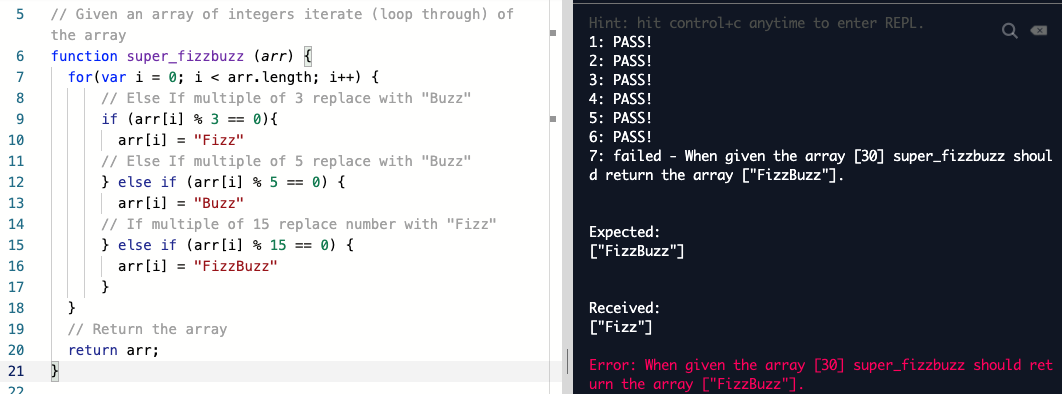 5 // Given an array of integers iterate (loop through) of
the array
6 function super_fizzbuzz (arr) {
7 for(var i = 0; i < arr.length; i++) {
8 // Else If multiple of 3 replace with "Buzz"
9 if (arr[i] % 3 == 0){
10 arr[i] = "Fizz"
11 // Else If multiple of 5 replace with "Buzz"
12 } else if (arr[i] % 5 == 0) {
13 arr[i] = "Buzz"
14 // If multiple of 15 replace number with "Fizz"
15 } else if (arr[i] % 15 == 0) {
16 arr[i] = "FizzBuzz"
17 }
18 }
19 // Return the array
20 return arr;
21 }
22
Hint: hit control+c anytime to enter REPL.
1: PASS!
2: PASS!
3: PASS!
4: PASS!
5: PASS!
6: PASS!
7: failed - When given the array [30] super_fizzbuzz shoul
d return the array ["FizzBuzz"].
Expected:
["FizzBuzz"]
Received:
["Fizz"]
Error: When given the array [30] super_fizzbuzz should ret
urn the array ["FizzBuzz"].